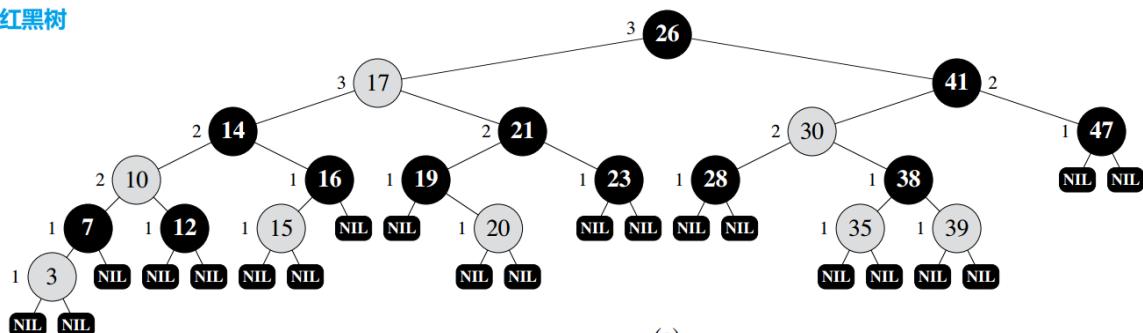 红黑树
3 26
3 17 41 2
2 14 2 21 2 30 1 47
2 10 1 16 1 19 1 23 1 28 1 38 NIL NIL
1 7 1 12 1 15 NIL NIL 1 20 NIL NIL NIL NIL 1 35 1 39
1 3 NIL NIL NIL NIL NIL NIL NIL NIL NIL NIL NIL
NIL NIL